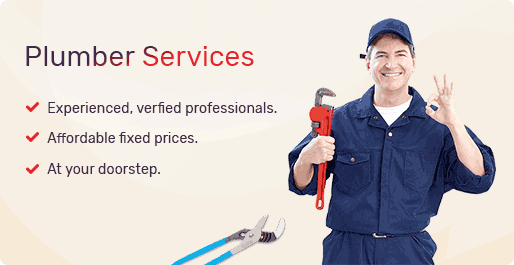 Plumber Services
Experienced, verfied professionals.
Affordable fixed prices.
At your doorstep.